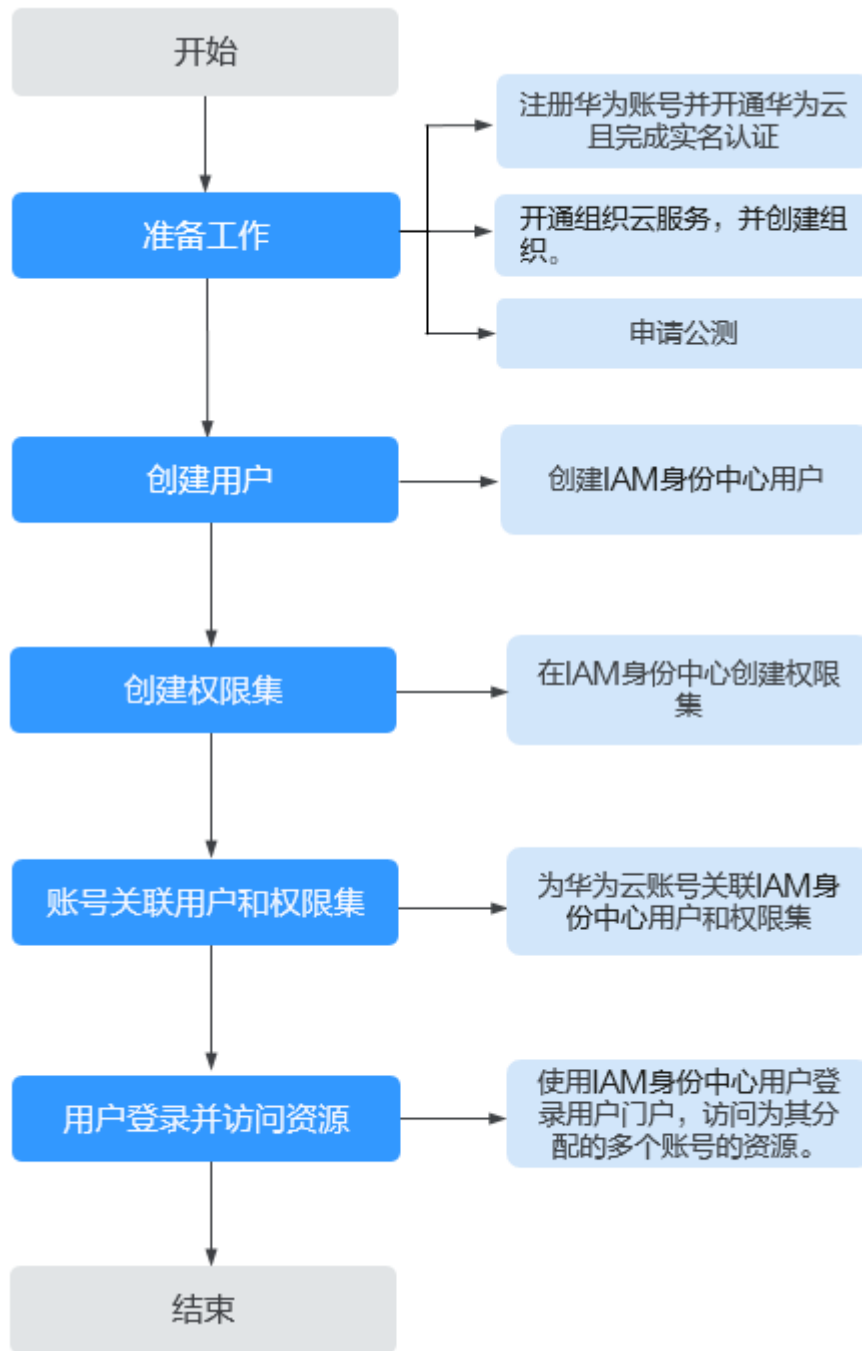 开始
注册华为账号并开通华为云
且完成实名认证
准备工作
开通组织云服务，并创建组
织。
申请公测
创建用户
创建IAM身份中心用户
创建权限集
在IAM身份中心创建权限
集
账号关联用户和权限集
为华为云账号关联IAM身
份中心用户和权限集
用户登录并访问资源
使用IAM身份中心用户登
录用户门户，访问为其分
配的多个账号的资源。
结束